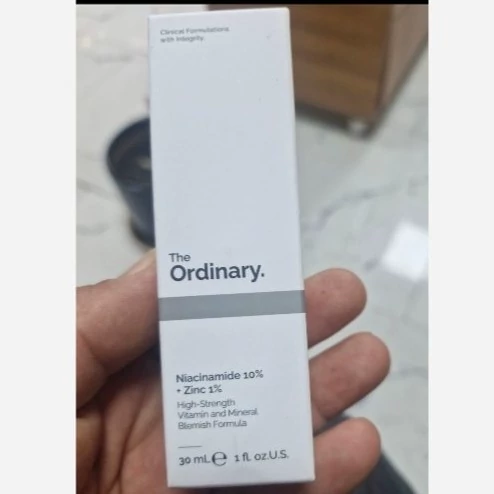 Clinical Formulations
with Integrity.
The
Ordinary.
Niacinamide 10%
+ Zinc 1%
High-Strength
Vitamin and Mineral
Blemish Formula
30 mL ℮ 1 fl. oz.U.S.